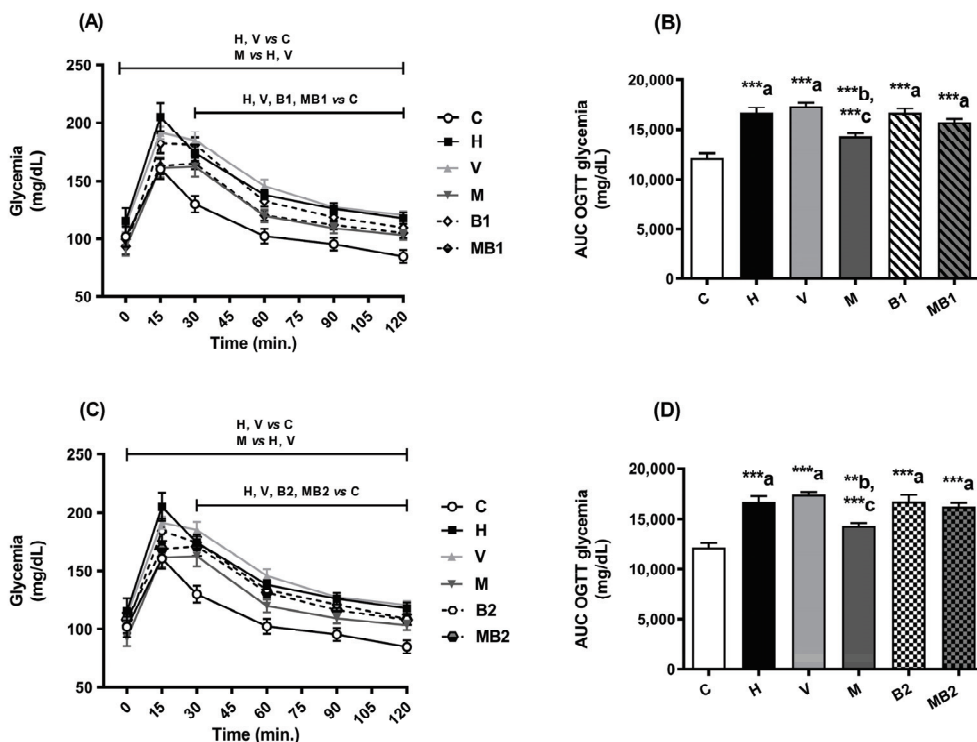 (A)
H, V vs C
M vs H, V
H, V, B1, MB1 vs C
250
200
150
100
50
Glycemia
(mg/dL)
0 15 30 45 60 75 90 105 120
Time (min.)
C
H
V
M
B1
MB1
(B)
20,000
15,000
10,000
5,000
0
AUC OGTT glycemia
(mg/dL)
***a
***a
***b,
***c
***a
***a
C H V M B1 MB1
(C)
H, V vs C
M vs H, V
H, V, B2, MB2 vs C
250
200
150
100
50
Glycemia
(mg/dL)
0 15 30 45 60 75 90 105 120
Time (min.)
C
H
V
M
B2
MB2
(D)
20,000
15,000
10,000
5,000
0
AUC OGTT glycemia
(mg/dL)
***a
***a
**b,
***c
***a
***a
C H V M B2 MB2